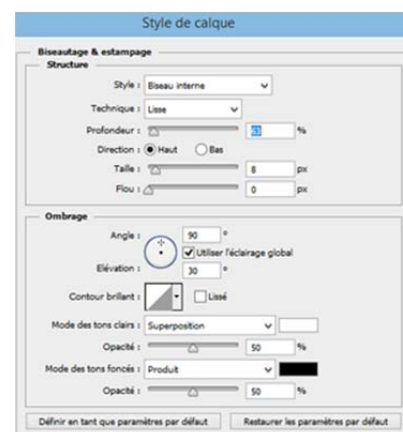 Style de calque
Biseautage & estampage
Structure
Style : Biseau interne
Technique : Lisse
Profondeur : 63 %
Direction : Haut Bas
Taille : 8 px
Flou : 0 px
Ombrage
Angle : 90 °
Utiliser l'éclairage global
Elévation : 30 °
Contour brillant : Lissé
Mode des tons clairs : Superposition
Opacité : 50 %
Mode des tons foncés : Produit
Opacité : 50 %
Définir en tant que paramètres par défaut Restaurer les paramètres par défaut